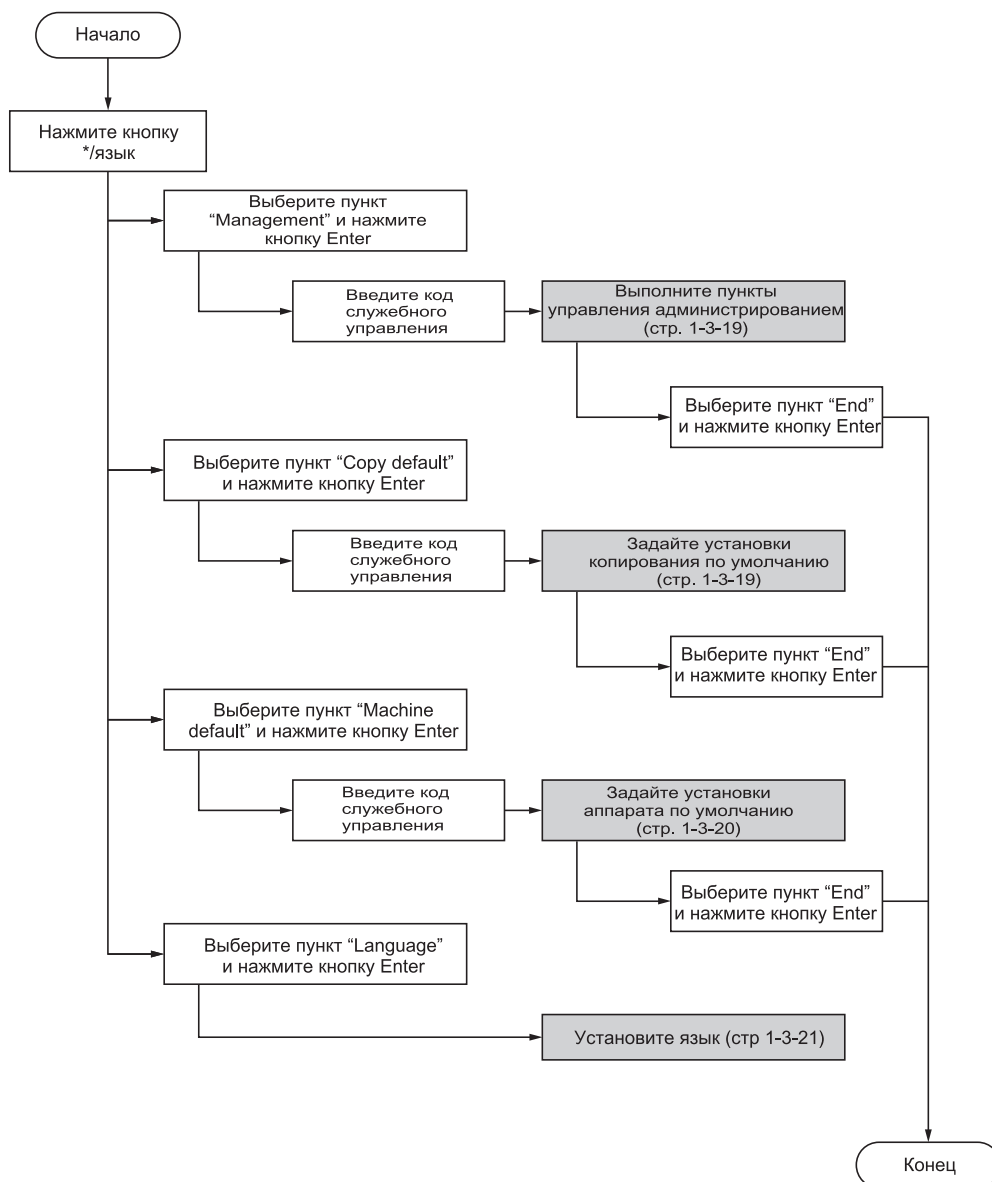 Начало
Нажмите кнопку
*/язык
Выберите пункт
“Management” и нажмите
кнопку Enter
Введите код
служебного
управления
Выполните пункты
управления администрированием
(стр. 1-3-19)
Выберите пункт “End”
и нажмите кнопку Enter
Выберите пункт “Copy default”
и нажмите кнопку Enter
Введите код
служебного
управления
Задайте установки
копирования по умолчанию
(стр. 1-3-19)
Выберите пункт “End”
и нажмите кнопку Enter
Выберите пункт “Machine
default” и нажмите кнопку Enter
Введите код
служебного
управления
Задайте установки
аппарата по умолчанию
(стр. 1-3-20)
Выберите пункт “End”
и нажмите кнопку Enter
Выберите пункт “Language”
и нажмите кнопку Enter
Установите язык (стр 1-3-21)
Конец